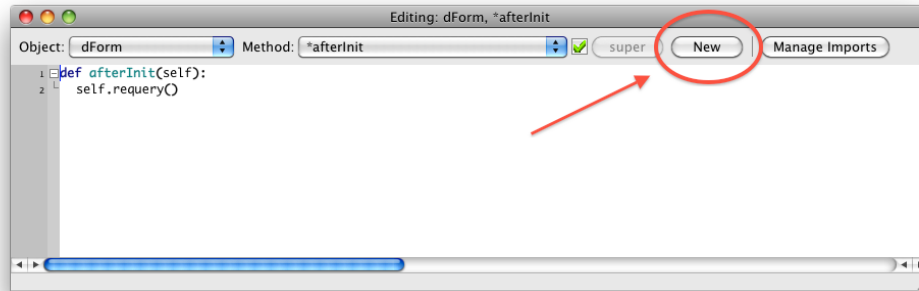 Editing: dForm, *afterInit
Object: dForm Method: *afterInit super New Manage Imports
1 def afterInit(self):
2 self.requery()